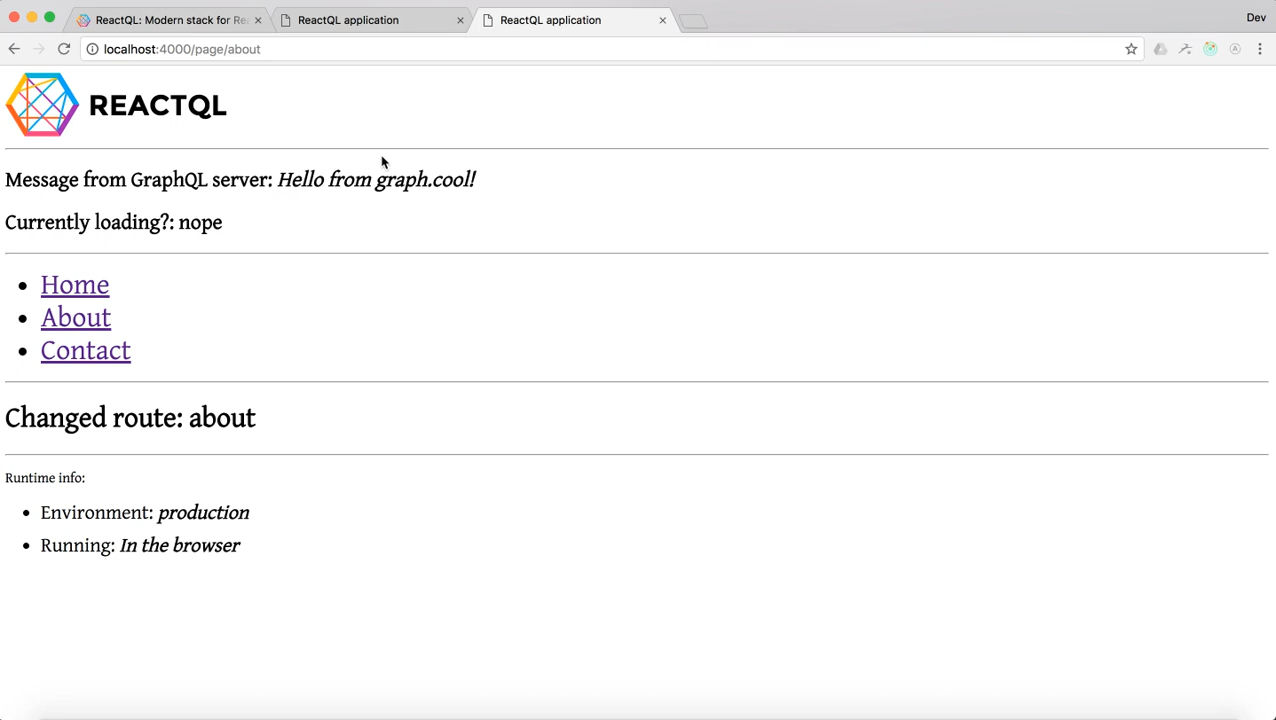 ReactQL: Modern stack for Rea
ReactQL application
ReactQL application
Dev
localhost:4000/page/about
REACTQL
Message from GraphQL server: Hello from graph.cool!
Currently loading?: nope
Home
About
Contact
Changed route: about
Runtime info:
Environment: production
Running: In the browser